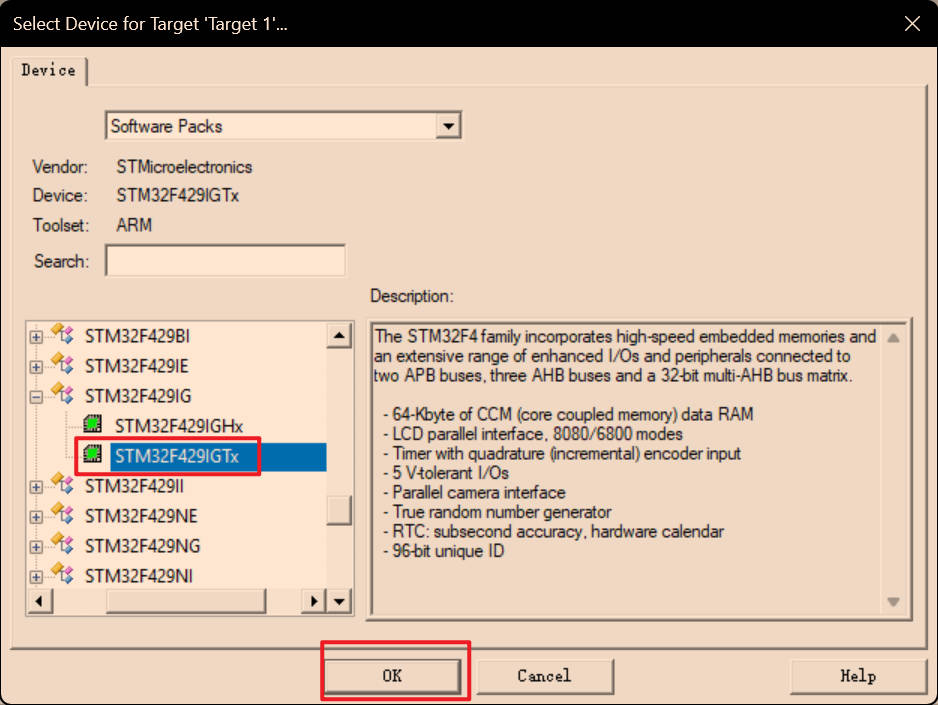 Select Device for Target 'Target 1'...
Device
Software Packs
Vendor: STMicroelectronics
Device: STM32F429IGTx
Toolset: ARM
Search:
Description:
STM32F429BI
STM32F429IE
STM32F429IG
STM32F429IGHx
STM32F429IGTx
STM32F429II
STM32F429NE
STM32F429NG
STM32F429NI
The STM32F4 family incorporates high-speed embedded memories and
an extensive range of enhanced I/Os and peripherals connected to
two APB buses, three AHB buses and a 32-bit multi-AHB bus matrix.
- 64-Kbyte of CCM (core coupled memory) data RAM
- LCD parallel interface, 8080/6800 modes
- Timer with quadrature (incremental) encoder input
- 5 V-tolerant I/Os
- Parallel camera interface
- True random number generator
- RTC: subsecond accuracy, hardware calendar
- 96-bit unique ID
OK Cancel Help